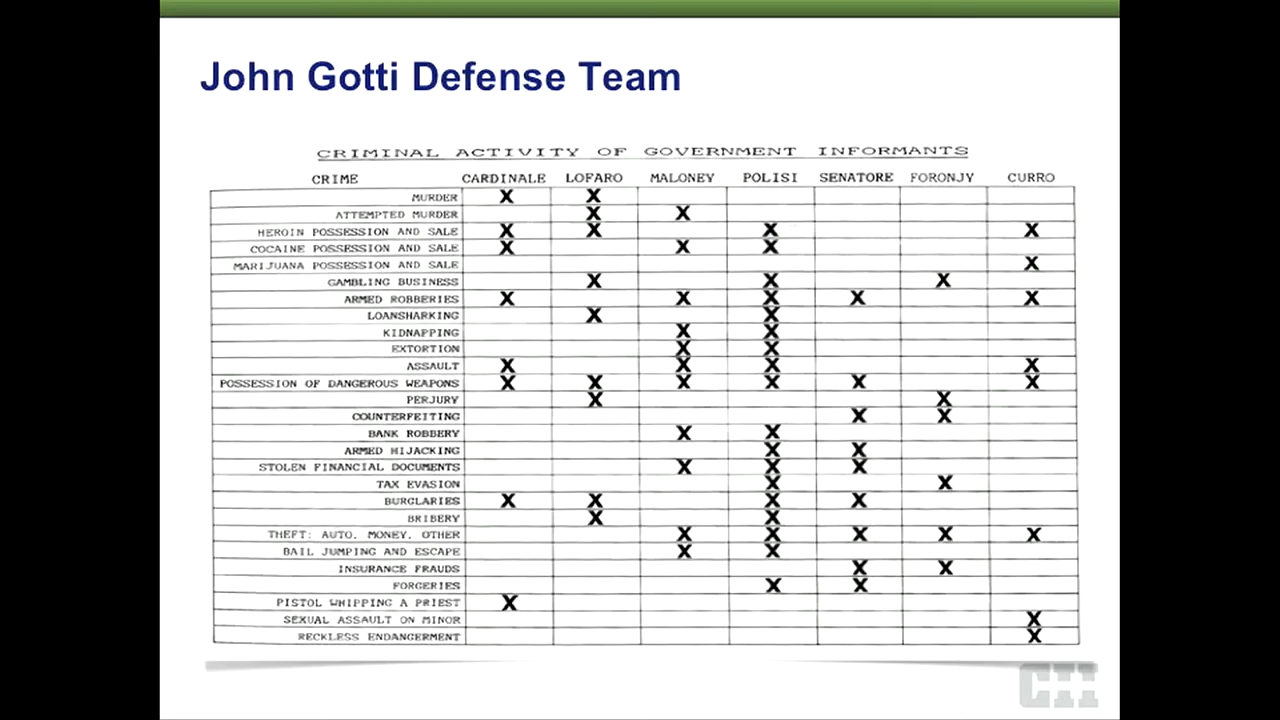 John Gotti Defense Team
CRIMINAL ACTIVITY OF GOVERNMENT INFORMANTS
CRIME CARDINALE LOFARO MALONEY POLISI SENATORE FORONJY CURRO
MURDER X X
ATTEMPTED MURDER X X
HEROIN POSSESSION AND SALE X X X X
COCAINE POSSESSION AND SALE X X X
MARIJUANA POSSESSION AND SALE X
GAMBLING BUSINESS X X X
ARMED ROBBERIES X X X X X
LOANSHARKING X X
KIDNAPPING X X
EXTORTION X X
ASSAULT X X X X
POSSESSION OF DANGEROUS WEAPONS X X X X X X
PERJURY X X
COUNTERFEITING X X
BANK ROBBERY X X
ARMED HIJACKING X X
STOLEN FINANCIAL DOCUMENTS X X X
TAX EVASION X X
BURGLARIES X X X X
BRIBERY X X
THEFT: AUTO, MONEY, OTHER X X X X X
BAIL JUMPING AND ESCAPE X X
INSURANCE FRAUDS X X
FORGERIES X X
PISTOL WHIPPING A PRIEST X
SEXUAL ASSAULT ON MINOR X
RECKLESS ENDANGERMENT X
CII